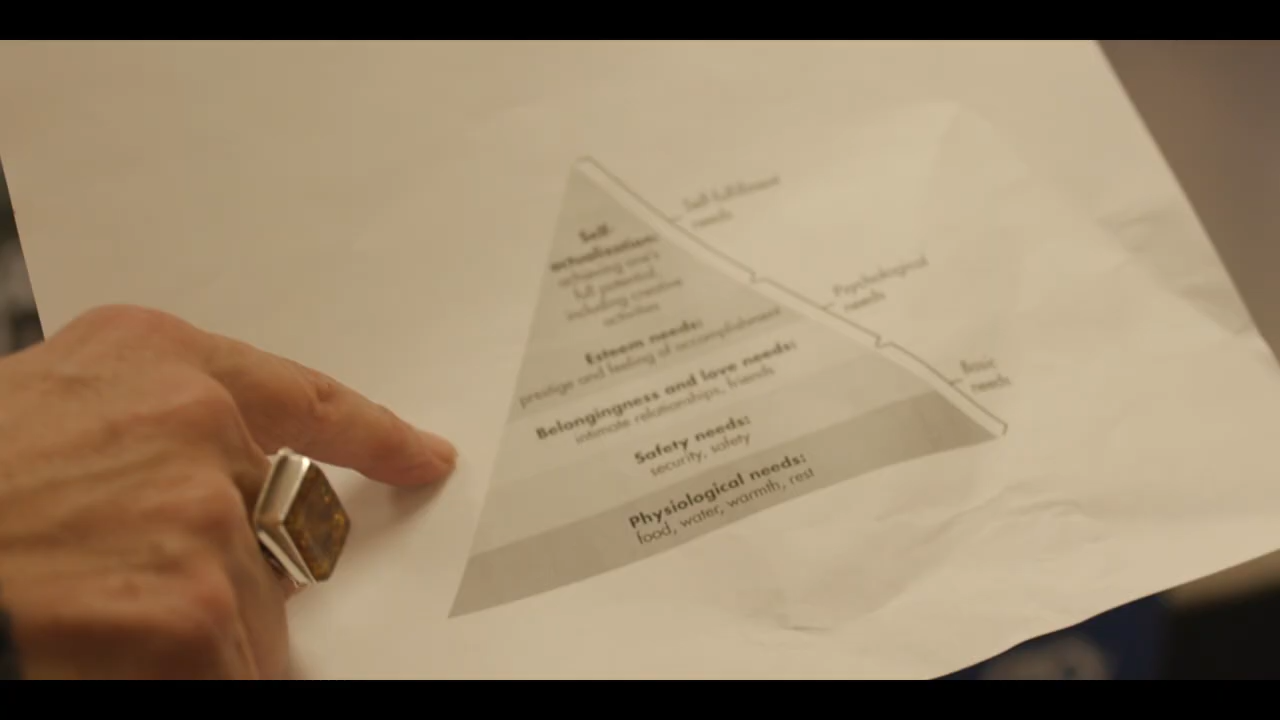 Self-
actualization:
achieving one's
full potential,
including creative
activities
Self-fulfillment
needs
Esteem needs:
prestige and feeling of accomplishment
Psychological
needs
Belongingness and love needs:
intimate relationships, friends
Safety needs:
security, safety
Basic
needs
Physiological needs:
food, water, warmth, rest